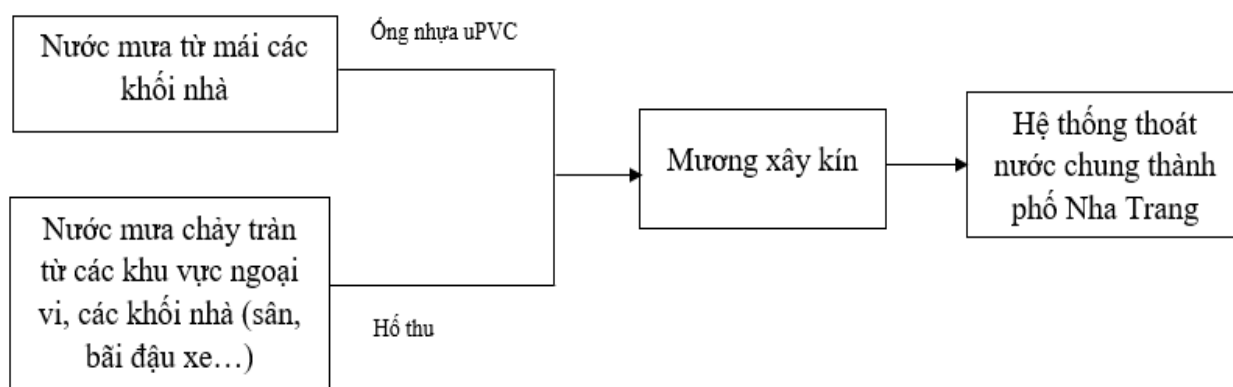 Nước mưa từ mái các
khối nhà
Ống nhựa uPVC
Nước mưa chảy tràn
từ các khu vực ngoại
vi, các khối nhà (sân,
bãi đậu xe…)
Hố thu
Mương xây kín
Hệ thống thoát
nước chung thành
phố Nha Trang